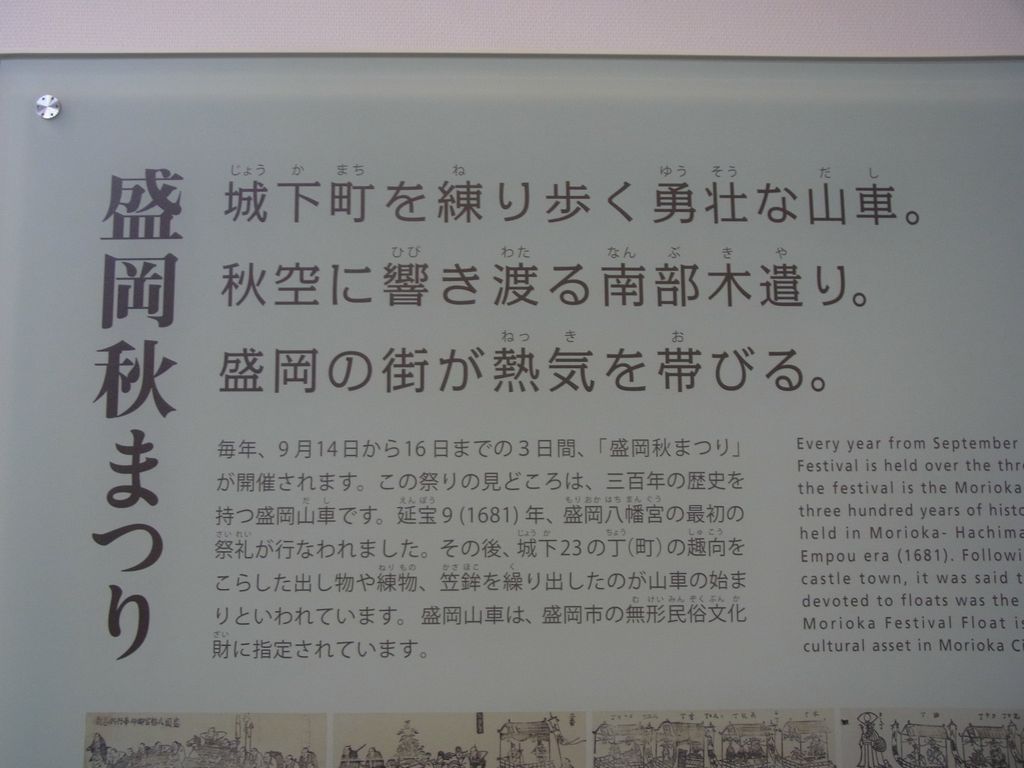 盛岡秋まつり
城下町を練り歩く勇壮な山車。
秋空に響き渡る南部木遣り。
盛岡の街が熱気を帯びる。
毎年、9月14日から16日までの3日間、「盛岡秋まつり」
が開催されます。この祭りの見どころは、三百年の歴史を
持つ盛岡山車です。延宝9(1681)年、盛岡八幡宮の最初の
祭礼が行なわれました。その後、城下23の丁(町)の趣向を
こらした出し物や練物、笠鉾を繰り出したのが山車の始ま
りといわれています。盛岡山車は、盛岡市の無形民俗文化
財に指定されています。
Every year from September
Festival is held over the thre
the festival is the Morioka
three hundred years of histo
held in Morioka- Hachima
Empou era (1681). Followi
castle town, it was said t
devoted to floats was the
Morioka Festival Float is
cultural asset in Morioka Ci